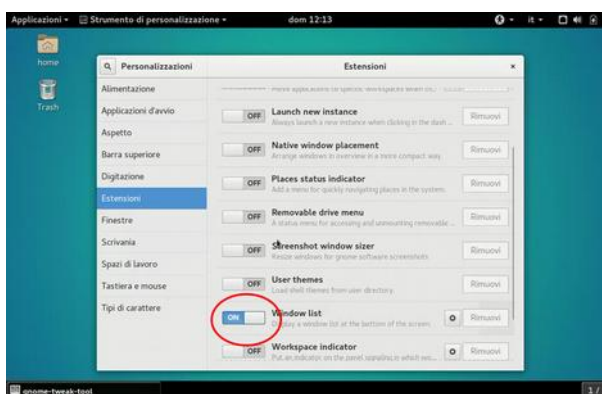 Applicazioni
Strumento di personalizzazione
dom 12:13
it
home
Trash
Personalizzazioni
Estensioni
Alimentazione
Applicazioni d'avvio
Aspetto
Barra superiore
Digitazione
Estensioni
Finestre
Scrivania
Spazi di lavoro
Tastiera e mouse
Tipi di carattere
OFF Launch new instance Rimuovi
Always launch a new instance when clicking in the dash ...
OFF Native window placement Rimuovi
Arrange windows in overview in a more compact way.
OFF Places status indicator Rimuovi
Add a menu for quickly navigating places in the system.
OFF Removable drive menu Rimuovi
A status menu for accessing and unmounting removable ...
OFF Screenshot window sizer Rimuovi
Resize windows for gnome software screenshots
OFF User themes Rimuovi
Load shell themes from user directory.
ON Window list Rimuovi
Display a window list at the bottom of the screen
OFF Workspace indicator Rimuovi
Put an indicator on the panel signaling in which wo...
gnome-tweak-tool
1 /